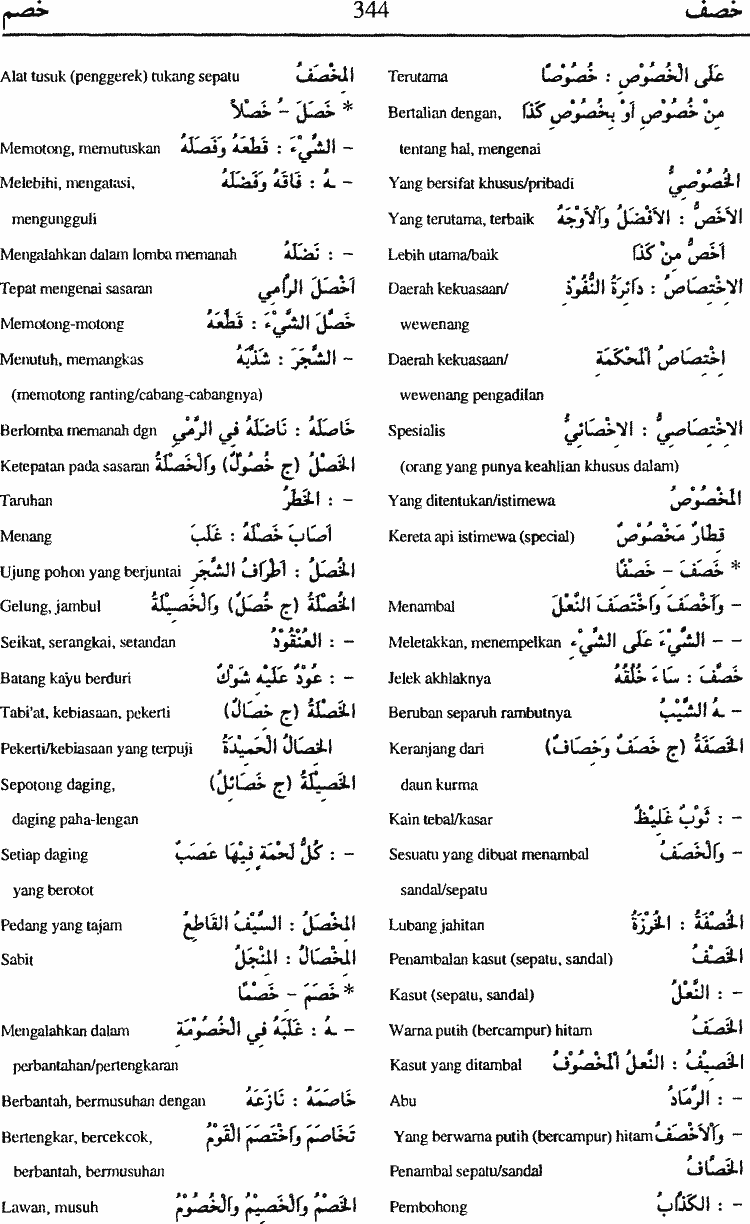 خصف 344 خصم
عَلَى الْخُصُوْصِ : خُصُوْصًا Terutama
مِنْ خُصُوْصِ اَوْ بِخُصُوْصِ كَذَا Bertalian dengan,
tentang hal, mengenai
الْخُصُوْصِيُّ Yang bersifat khusus/pribadi
الْاَخَصُّ : الْاَفْضَلُ وَالْاَوْجَهُ Yang terutama, terbaik
اَخَصُّ مِنْ كَذَا Lebih utama/baik
الْاِخْتِصَاصُ : دَائِرَةُ النُّفُوْذِ Daerah kekuasaan/
wewenang
اِخْتِصَاصُ الْمَحْكَمَةِ Daerah kekuasaan/
wewenang pengadilan
الْاِخْتِصَاصِيُّ : الْاِخْصَائِيُّ Spesialis
(orang yang punya keahlian khusus dalam)
الْمَخْصُوْصُ Yang ditentukan/istimewa
قِطَارٌ مَخْصُوْصٌ Kereta api istimewa (special)
* خَصَفَ – خَصْفًا
– وَاَخْصَفَ وَاخْتَصَفَ النَّعْلَ Menambal
– – الشَّيْءَ عَلَى الشَّيْءِ Meletakkan, menempelkan
خَصُفَ : سَاءَ خُلُقُهُ Jelek akhlaknya
– ـهُ الشَّيْبُ Beruban separuh rambutnya
الْخَصَفَةُ (ج خَصَفٌ وَخِصَافٌ) Keranjang dari
daun kurma
– : ثَوْبٌ غَلِيْظٌ Kain tebal/kasar
– وَالْخَصَفُ Sesuatu yang dibuat menambal
sandal/sepatu
الْخُصْفَةُ : الْخُرْزَةُ Lubang jahitan
الْخَصْفُ Penambalan kasut (sepatu, sandal)
– : النَّعْلُ Kasut (sepatu, sandal)
الْخَصَفُ Warna putih (bercampur) hitam
الْخَصِيْفُ : النَّعْلُ الْمَخْصُوْفُ Kasut yang ditambal
– : الرَّمَادُ Abu
– وَالْاَخْصَفُ Yang berwarna putih (bercampur) hitam
الْخَصَّافُ Penambal sepatu/sandal
– : الْكَذَّابُ Pembohong
الْمِخْصَفُ Alat tusuk (penggerek) tukang sepatu
* خَصَلَ – خَصْلًا
– الشَّيْءَ : قَطَعَهُ وَفَصَلَهُ Memotong, memutuskan
– ـهُ : فَاقَهُ وَفَضَلَهُ Melebihi, mengatasi,
mengungguli
– : نَضَلَهُ Mengalahkan dalam lomba memanah
اَخْصَلَ الرَّامِي Tepat mengenai sasaran
خَصَّلَ الشَّيْءَ : قَطَّعَهُ Memotong-motong
– الشَّجَرَ : شَذَّبَهُ Menutuh, memangkas
(memotong ranting/cabang-cabangnya)
خَاصَلَهُ : نَاضَلَهُ فِي الرَّمْيِ Berlomba memanah dgn
الْخَصْلُ (ج خُصُوْلٌ) وَالْخَصْلَةُ Ketepatan pada sasaran
– : الْخَطَرُ Taruhan
اَصَابَ خَصْلَهُ : غَلَبَ Menang
الْخَصَلُ : اَطْرَافُ الشَّجَرِ Ujung pohon yang berjuntai
الْخُصْلَةُ (ج خُصَلٌ) وَالْخَصِيْلَةُ Gelung, jambul
– : الْعُنْقُوْدُ Seikat, serangkai, setandan
– : عُوْدٌ عَلَيْهِ شَوْكٌ Batang kayu berduri
الْخَصْلَةُ (ج خِصَالٌ) Tabi'at, kebiasaan, pekerti
الْخِصَالُ الْحَمِيْدَةُ Pekerti/kebiasaan yang terpuji
الْخَصِيْلَةُ (ج خَصَائِلُ) Sepotong daging,
daging paha-lengan
– : كُلُّ لَحْمَةٍ فِيْهَا عَصَبٌ Setiap daging
yang berotot
الْمِخْصَلُ : السَّيْفُ الْقَاطِعُ Pedang yang tajam
الْمِخْصَالُ : الْمِنْجَلُ Sabit
* خَصَمَ – خَصْمًا
– ـهُ : غَلَبَهُ فِي الْخُصُوْمَةِ Mengalahkan dalam
perbantahan/pertengkaran
خَاصَمَهُ : نَازَعَهُ Berbantah, bermusuhan dengan
تَخَاصَمَ وَاخْتَصَمَ الْقَوْمُ Bertengkar, bercekcok,
berbantah, bermusuhan
الْخَصْمُ وَالْخَصِيْمُ وَالْخُصُوْمُ Lawan, musuh